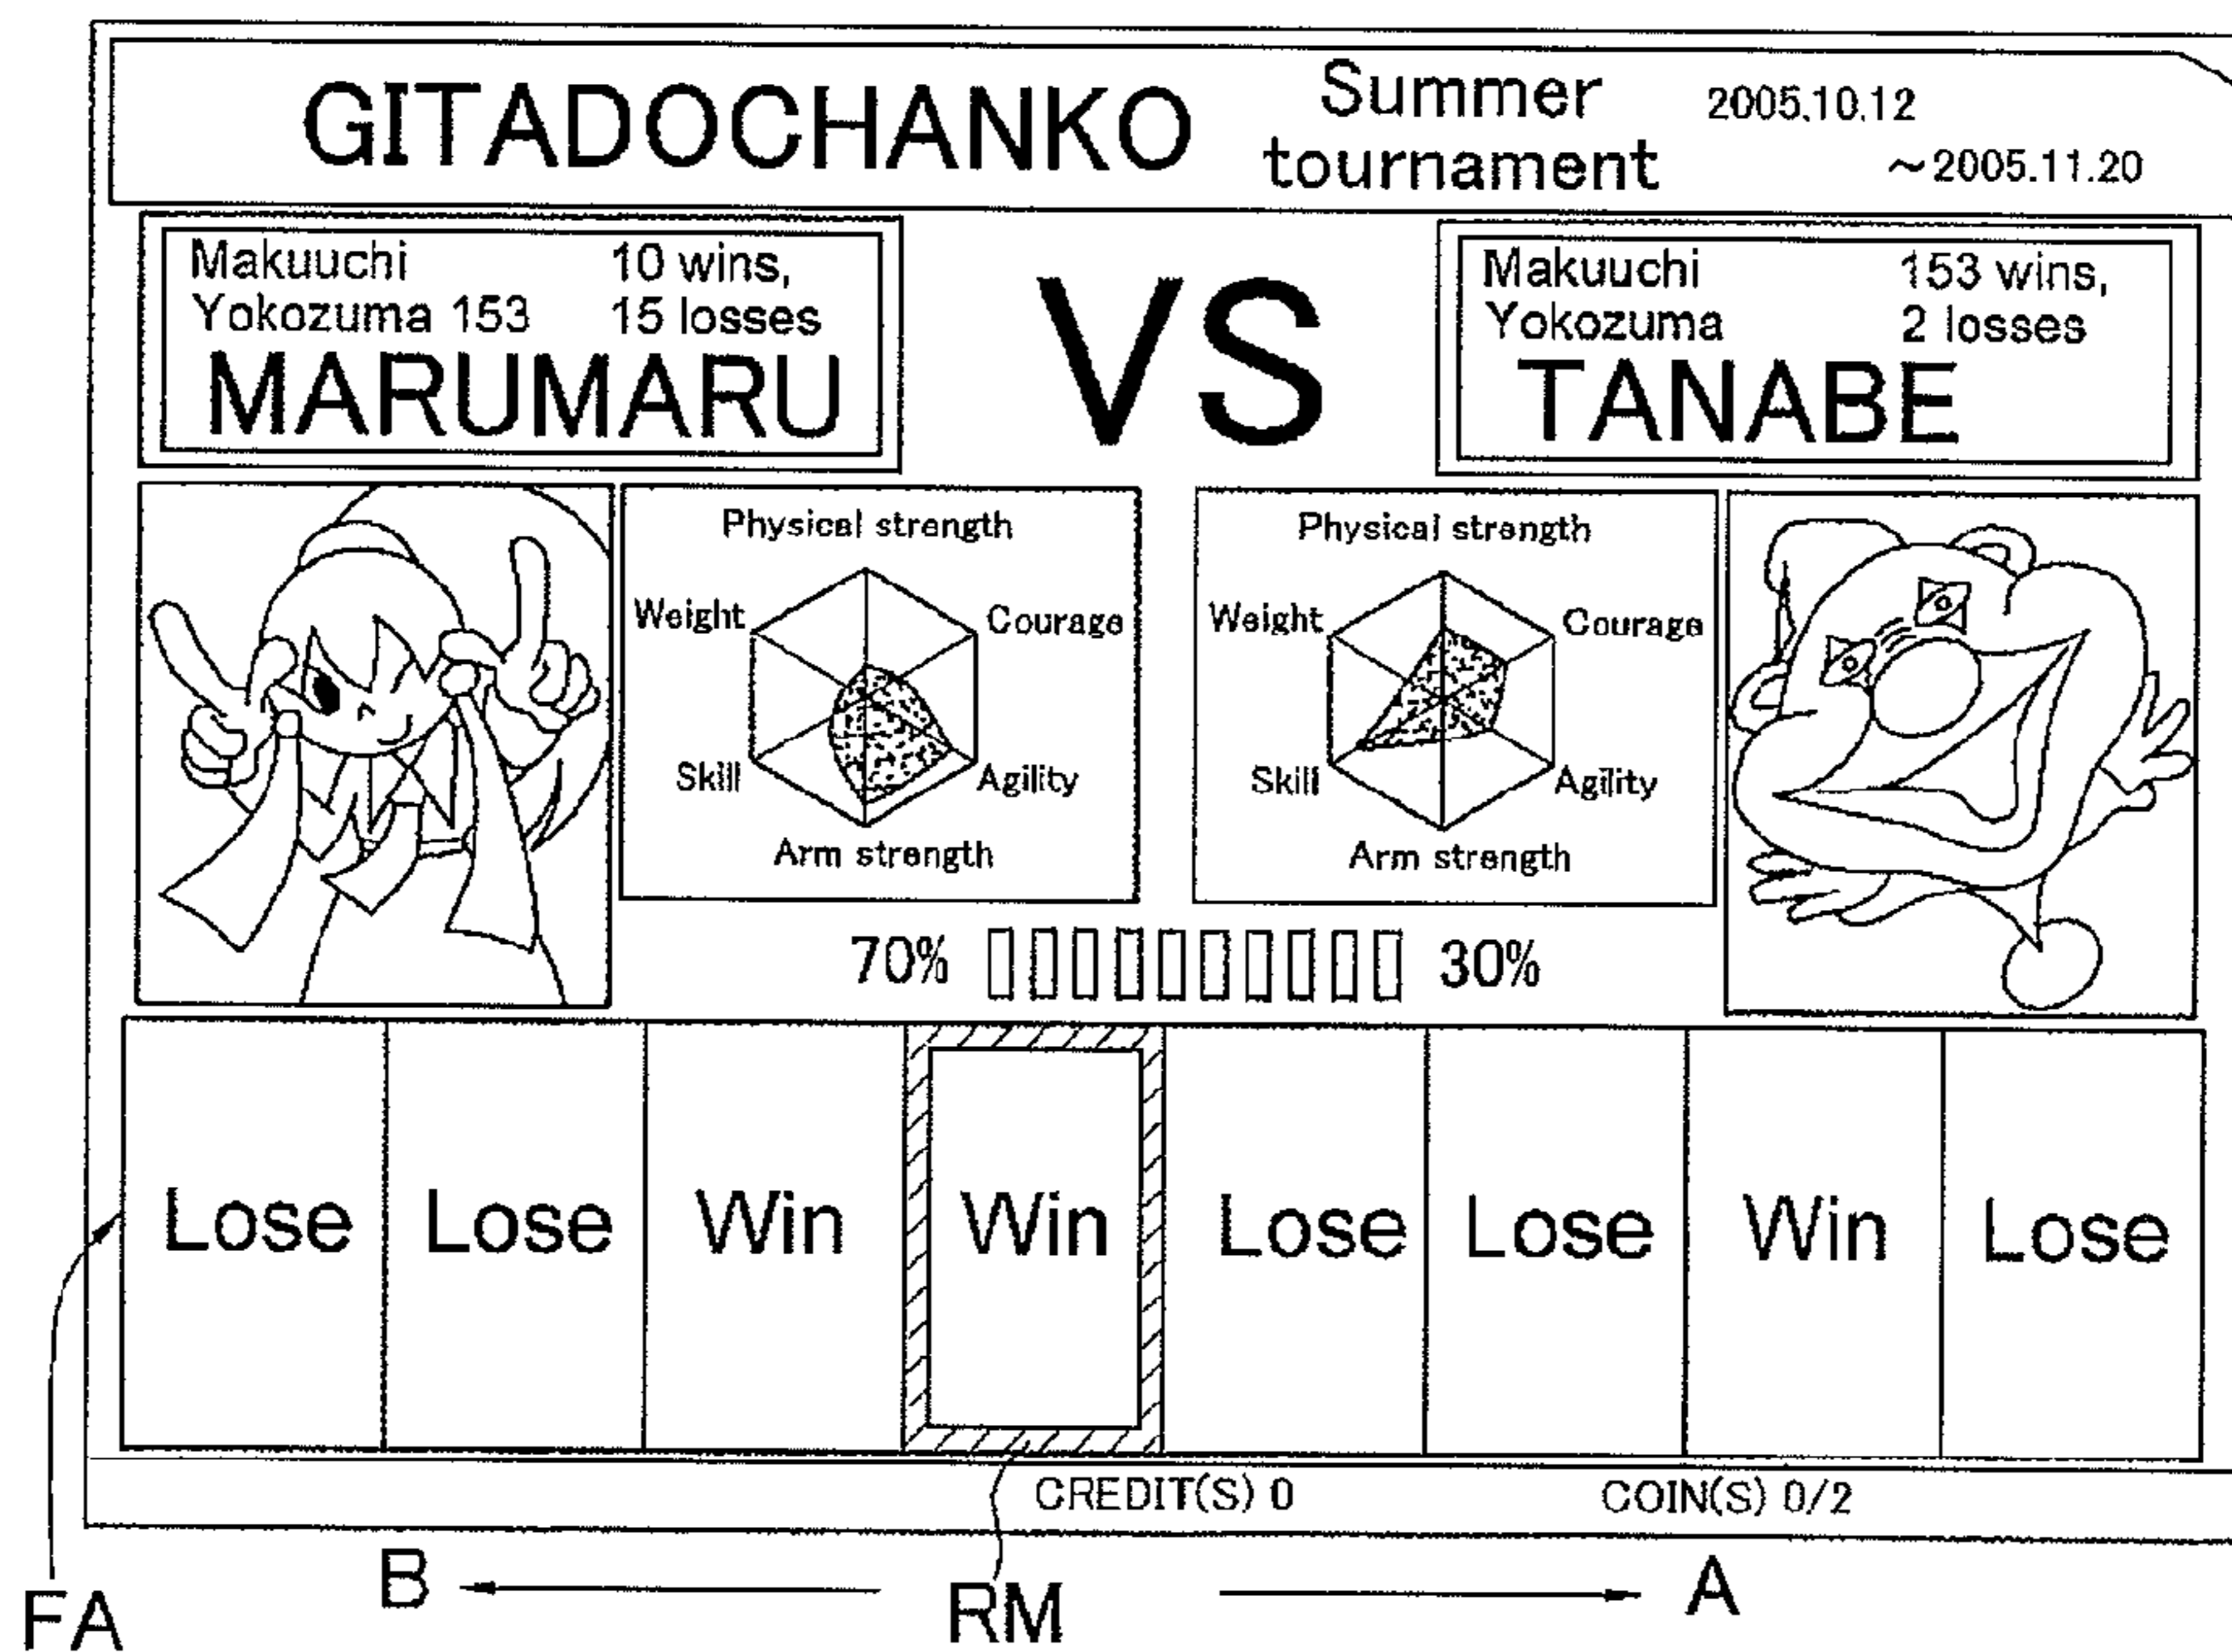 GITADOCHANKO
Summer
tournament
2005.10.12
~2005.11.20
Makuuchi
Yokozuma 153
10 wins,
15 losses
MARUMARU
VS
Makuuchi
Yokozuma
153 wins,
2 losses
TANABE
Physical strength
Weight
Courage
Skill
Agility
Arm strength
Physical strength
Weight
Courage
Skill
Agility
Arm strength
70%
30%
Lose
Lose
Win
Win
Lose
Lose
Win
Lose
CREDIT(S) 0
COIN(S) 0/2
FA
B
RM
A